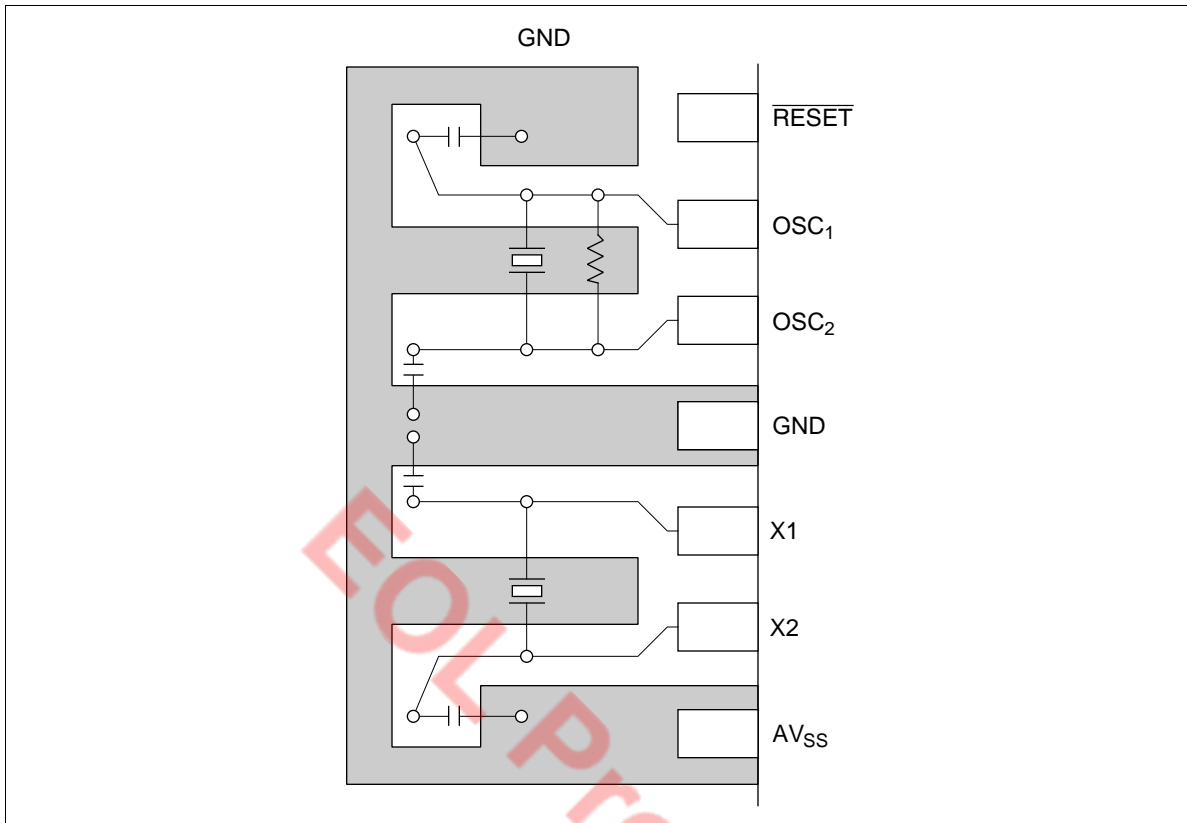 GND
RESET
OSC1
OSC2
GND
X1
X2
AVSS
EOL Pr